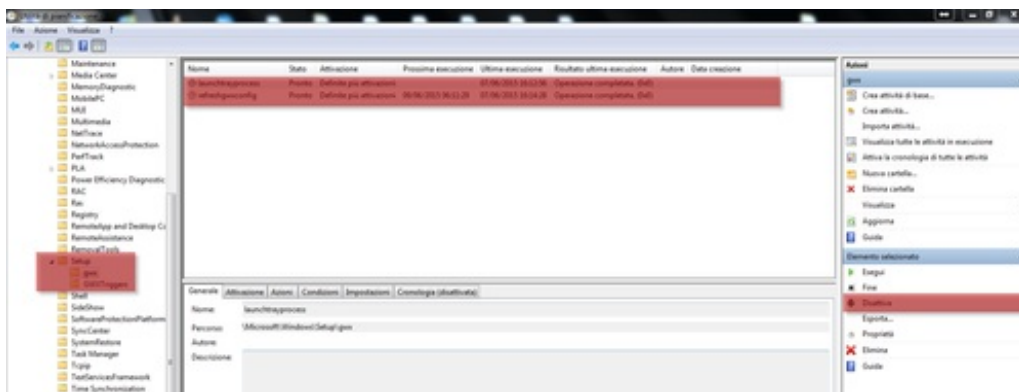 Utilità di pianificazione
File Azione Visualizza ?
Maintenance
Media Center
MemoryDiagnostic
MobilePC
MUI
Multimedia
NetTrace
NetworkAccessProtection
PerfTrack
PLA
Power Efficiency Diagnostic
RAC
Ras
Registry
RemoteApp and Desktop Co
RemoteAssistance
RemovalTools
Setup
gwx
GWXTriggers
Shell
SideShow
SoftwareProtectionPlatform
SyncCenter
SystemRestore
Task Manager
Tcpip
TextServicesFramework
Time Synchronization
Nome Stato Attivazione Prossima esecuzione Ultima esecuzione Risultato ultima esecuzione Autore Data creazione
launchtrayprocess Pronto Definite più attivazioni Operazione completata. (0x0)
refreshgwxconfig Pronto Definite più attivazioni Operazione completata. (0x0)
Generale Attivazione Azioni Condizioni Impostazioni Cronologia (disattivata)
Nome: launchtrayprocess
Percorso: \Microsoft\Windows\Setup\gwx
Autore:
Descrizione:
Azioni
gwx
Crea attività di base...
Crea attività...
Importa attività...
Visualizza tutte le attività in esecuzione
Attiva la cronologia di tutte le attività
Nuova cartella...
Elimina cartella
Visualizza
Aggiorna
Guida
Elemento selezionato
Esegui
Fine
Disattiva
Esporta...
Proprietà
Elimina
Guida